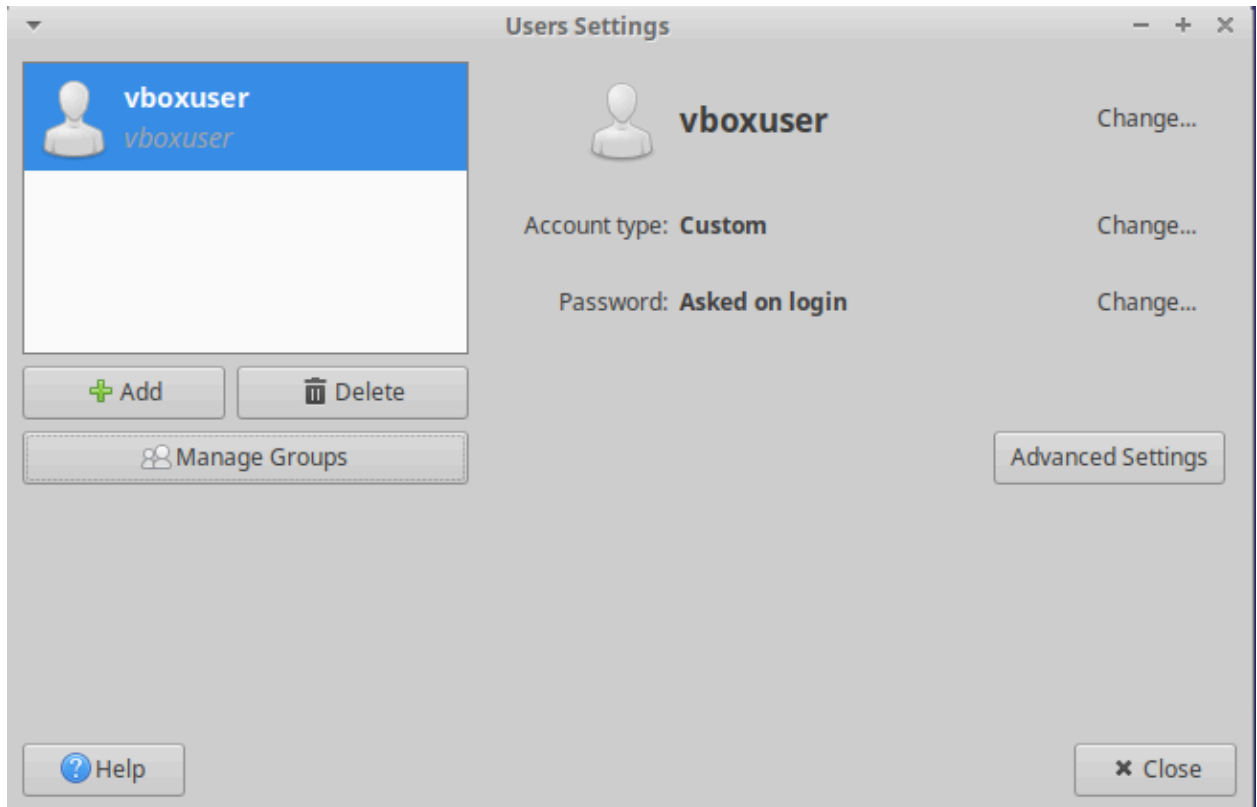 Users Settings
vboxuser
vboxuser
Add
Delete
Manage Groups
vboxuser
Change...
Account type: Custom
Change...
Password: Asked on login
Change...
Advanced Settings
Help
Close